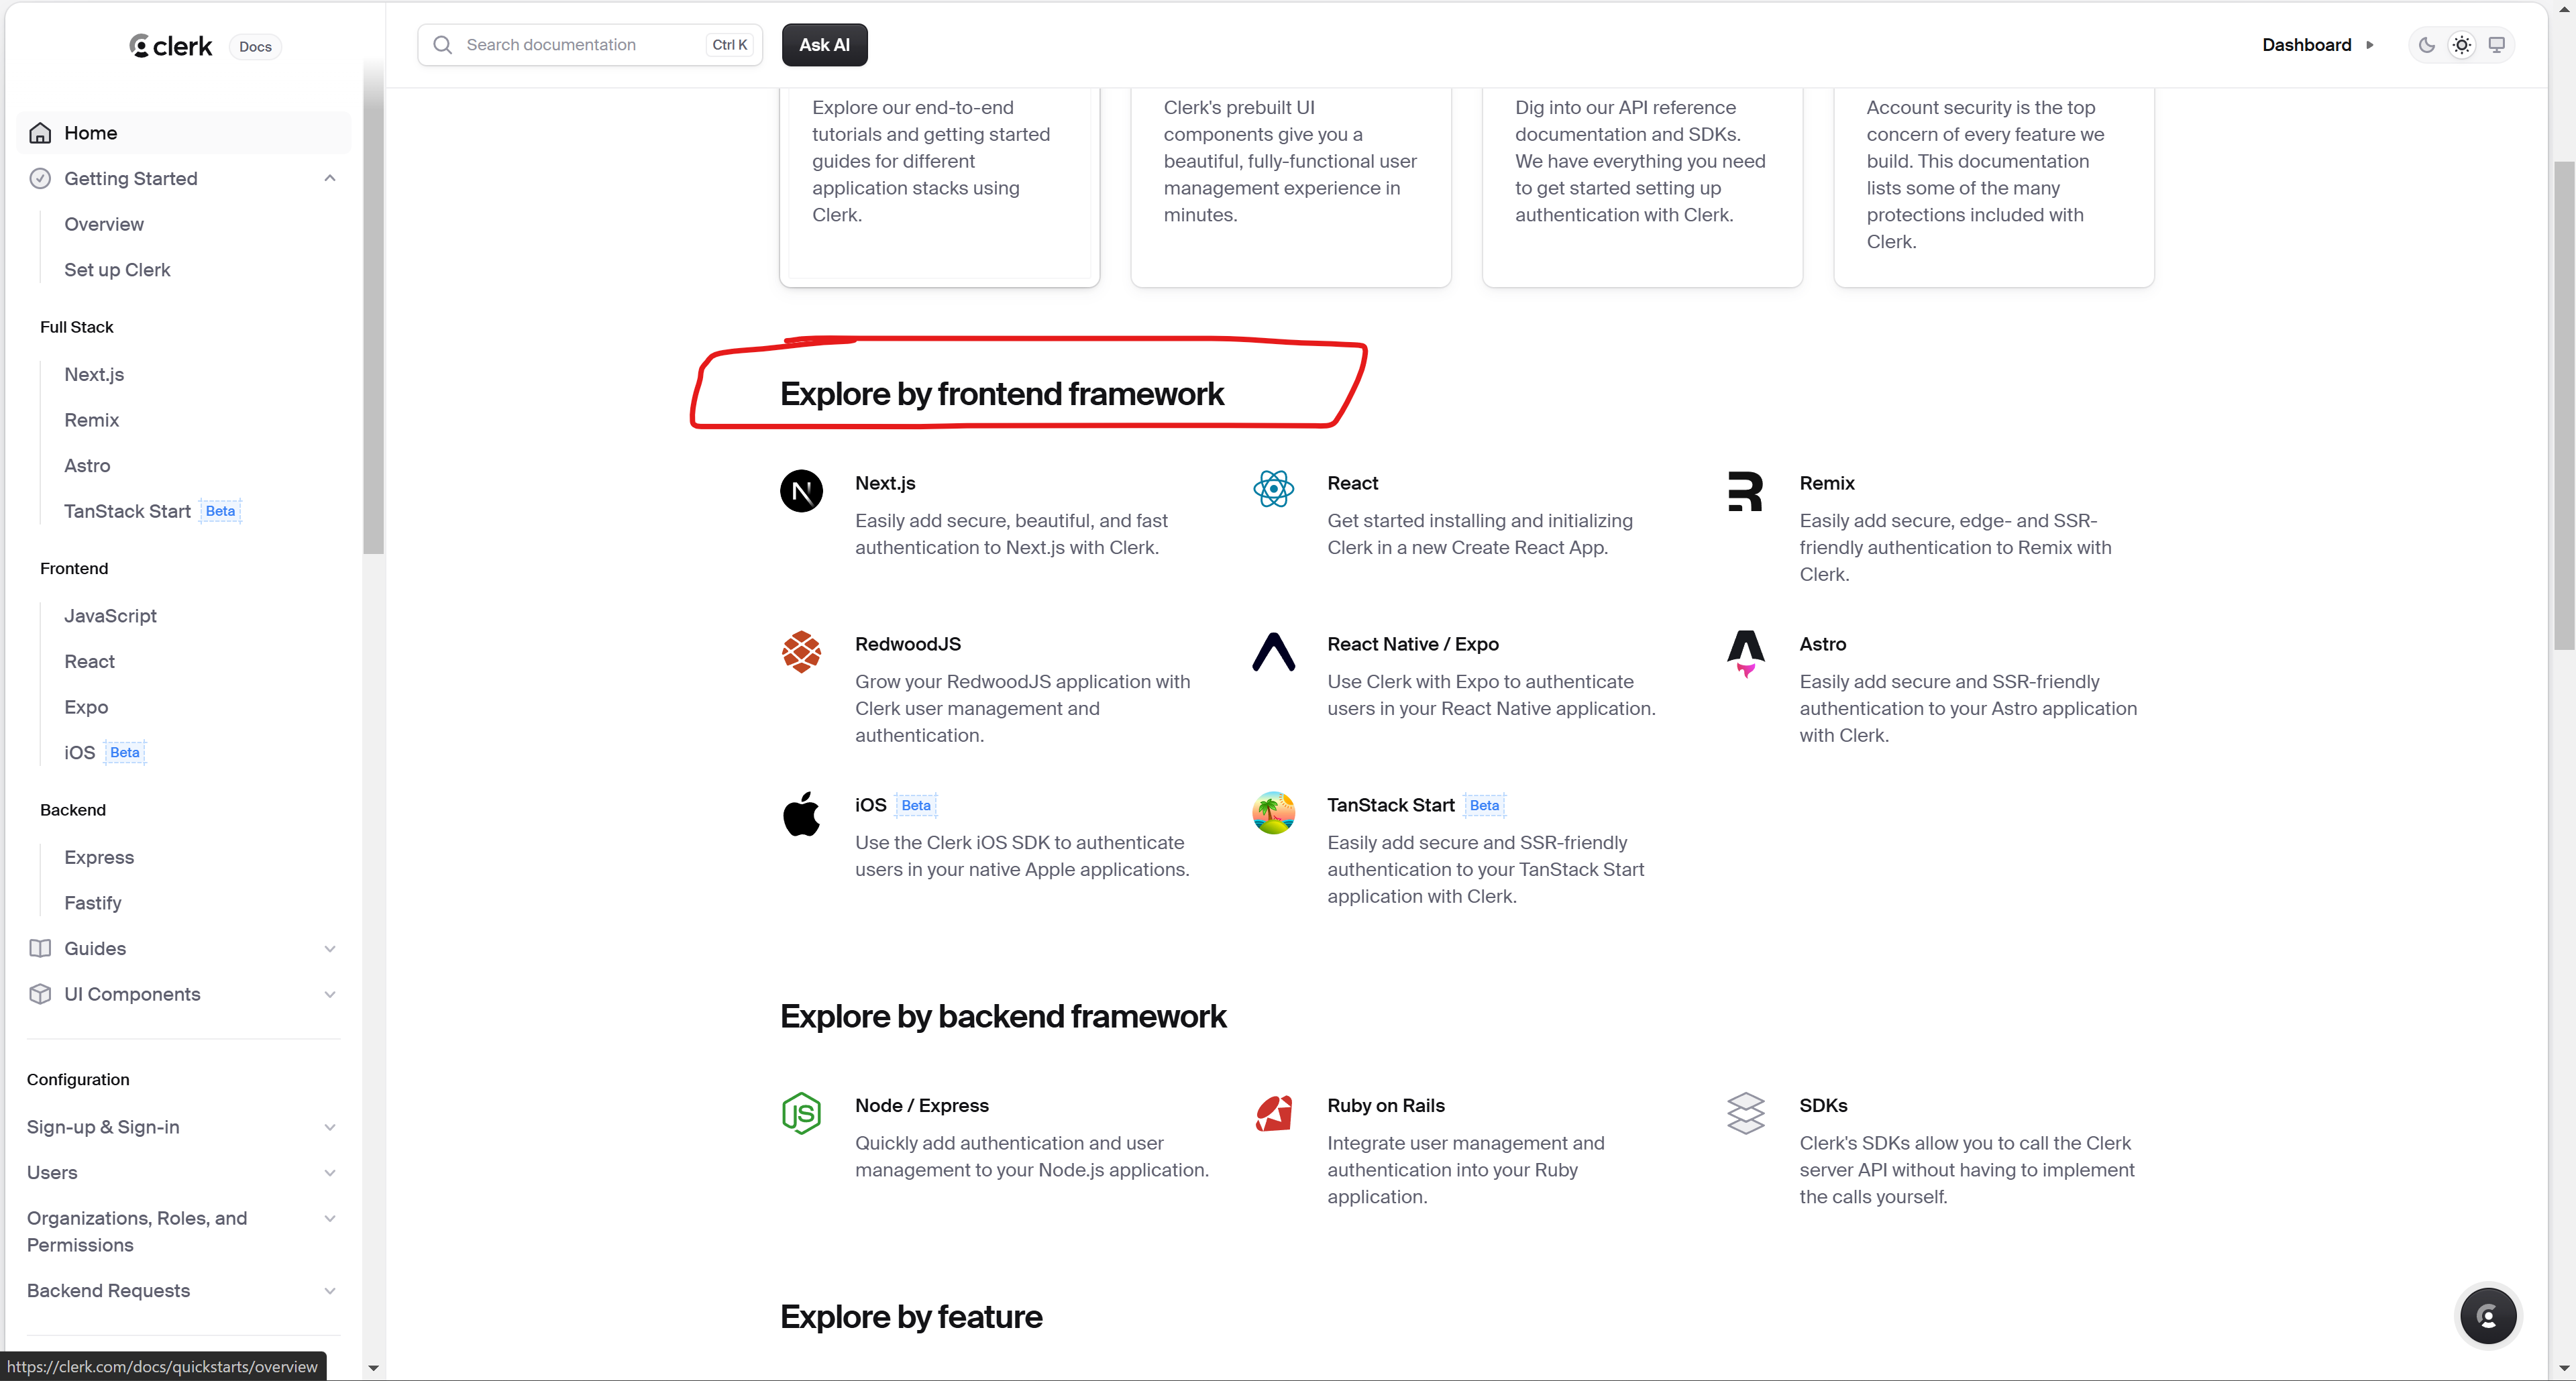 clerk Docs
Search documentation Ctrl K
Ask AI
Dashboard
Home
Getting Started
Overview
Set up Clerk
Full Stack
Next.js
Remix
Astro
TanStack Start Beta
Frontend
JavaScript
React
Expo
iOS Beta
Backend
Express
Fastify
Guides
UI Components
Configuration
Sign-up & Sign-in
Users
Organizations, Roles, and
Permissions
Backend Requests
https://clerk.com/docs/quickstarts/overview
Explore our end-to-end
tutorials and getting started
guides for different
application stacks using
Clerk.
Clerk's prebuilt UI
components give you a
beautiful, fully-functional user
management experience in
minutes.
Dig into our API reference
documentation and SDKs.
We have everything you need
to get started setting up
authentication with Clerk.
Account security is the top
concern of every feature we
build. This documentation
lists some of the many
protections included with
Clerk.
Explore by frontend framework
Next.js
Easily add secure, beautiful, and fast
authentication to Next.js with Clerk.
React
Get started installing and initializing
Clerk in a new Create React App.
Remix
Easily add secure, edge- and SSR-
friendly authentication to Remix with
Clerk.
RedwoodJS
Grow your RedwoodJS application with
Clerk user management and
authentication.
React Native / Expo
Use Clerk with Expo to authenticate
users in your React Native application.
Astro
Easily add secure and SSR-friendly
authentication to your Astro application
with Clerk.
iOS Beta
Use the Clerk iOS SDK to authenticate
users in your native Apple applications.
TanStack Start Beta
Easily add secure and SSR-friendly
authentication to your TanStack Start
application with Clerk.
Explore by backend framework
Node / Express
Quickly add authentication and user
management to your Node.js application.
Ruby on Rails
Integrate user management and
authentication into your Ruby
application.
SDKs
Clerk's SDKs allow you to call the Clerk
server API without having to implement
the calls yourself.
Explore by feature